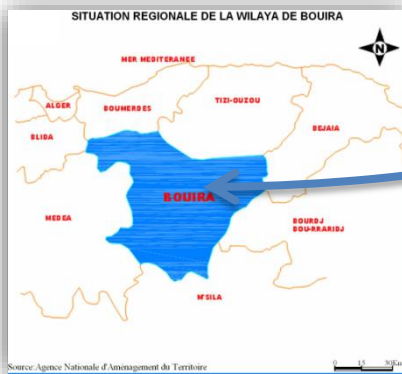 SITUATION REGIONALE DE LA WILAYA DE BOUIRA
N
MER MEDITERANEE
ALGER
BOUMERDES
TIZI-OUZOU
BLIDA
BEJAIA
BOUIRA
MEDEA
BOURDJ
BOU-RRARIDJ
M'SILA
Source:Agence Nationale d'Aménagement du Territoire
0 15